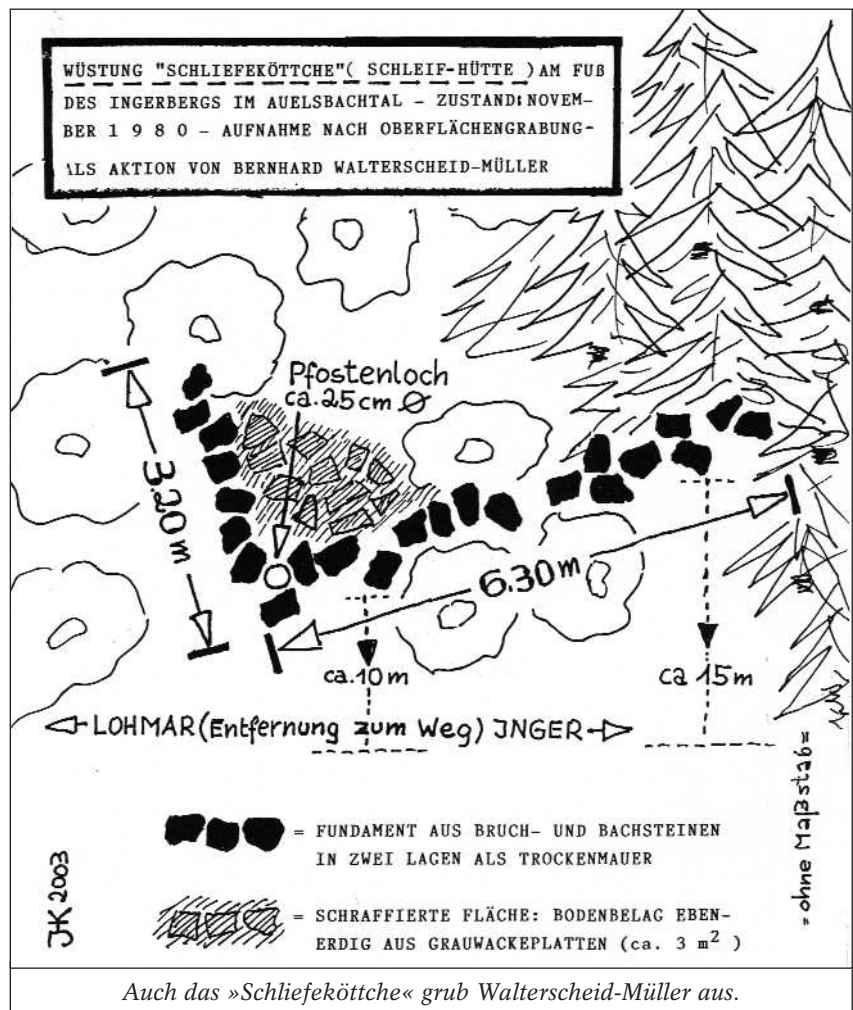 WÜSTUNG "SCHLIEFEKÖTTCHE"( SCHLEIF-HÜTTE ) AM FUß
DES INGERBERGS IM AUELSBACHTAL - ZUSTAND:NOVEM-
BER 1 9 8 0 - AUFNAHME NACH OBERFLÄCHENGRABUNG-
ALS AKTION VON BERNHARD WALTERSCHEID-MÜLLER
Pfostenloch
ca. 25 cm Ø
3.20 m
6.30 m
ca. 10 m
ca 15 m
LOHMAR (Entfernung zum Weg) INGER
= ohne Maßstab =
JHK 2003
= FUNDAMENT AUS BRUCH- UND BACHSTEINEN
IN ZWEI LAGEN ALS TROCKENMAUER
= SCHRAFFIERTE FLÄCHE: BODENBELAG EBEN-
ERDIG AUS GRAUWACKEPLATTEN (ca. 3 m² )
Auch das »Schliefeköttche« grub Walterscheid-Müller aus.